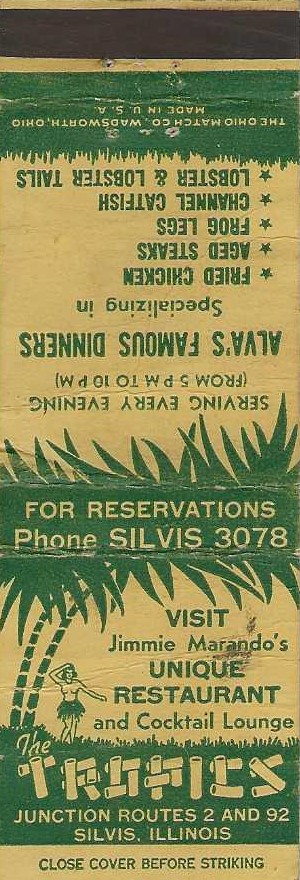 THE OHIO MATCH CO., WADSWORTH, OHIO
MADE IN U. S. A.
SERVING EVERY EVENING
(FROM 5 P M TO 10 P M)
ALVA'S FAMOUS DINNERS
Specializing in
★ FRIED CHICKEN
★ AGED STEAKS
★ FROG LEGS
★ CHANNEL CATFISH
★ LOBSTER & LOBSTER TAILS
FOR RESERVATIONS
Phone SILVIS 3078
VISIT
Jimmie Marando's
UNIQUE
RESTAURANT
and Cocktail Lounge
The
TROPICS
JUNCTION ROUTES 2 AND 92
SILVIS, ILLINOIS
CLOSE COVER BEFORE STRIKING